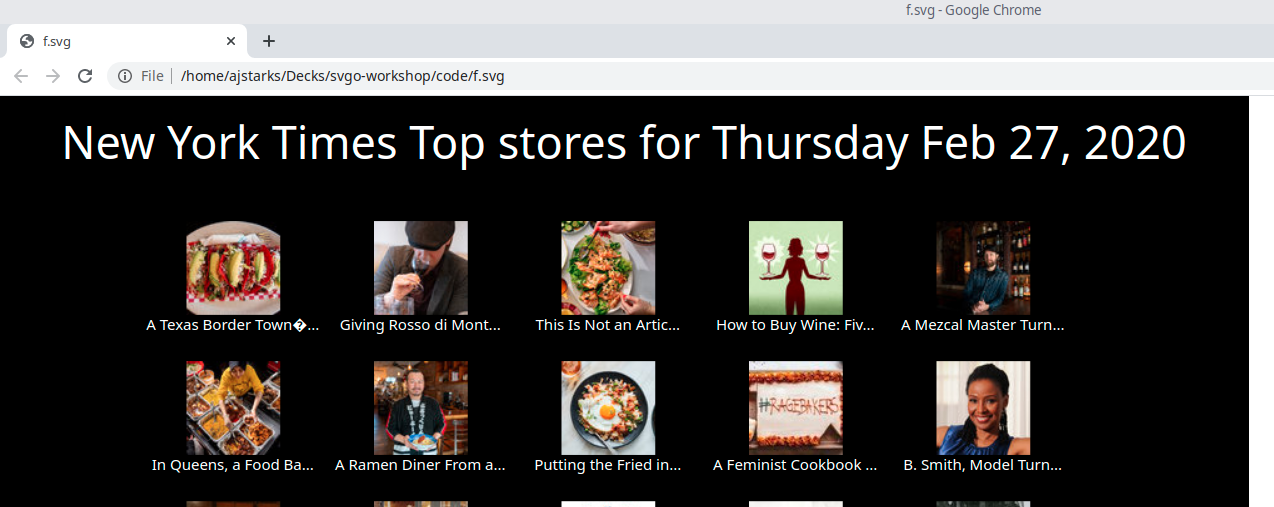 f.svg - Google Chrome
f.svg
File | /home/ajstarks/Decks/svgo-workshop/code/f.svg
New York Times Top stores for Thursday Feb 27, 2020
A Texas Border Town�... Giving Rosso di Mont... This Is Not an Artic... How to Buy Wine: Fiv... A Mezcal Master Turn...
#RAGEBAKERS
In Queens, a Food Ba... A Ramen Diner From a... Putting the Fried in... A Feminist Cookbook ... B. Smith, Model Turn...